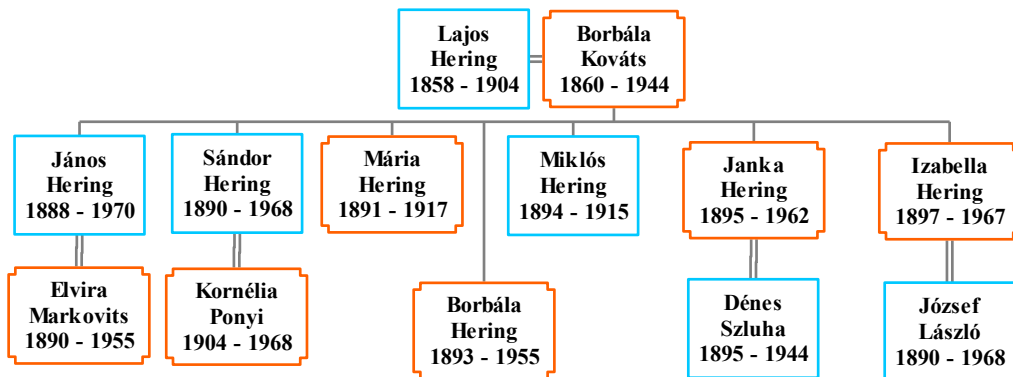 Lajos
Hering
1858 - 1904
Borbála
Kováts
1860 - 1944
János
Hering
1888 - 1970
Sándor
Hering
1890 - 1968
Mária
Hering
1891 - 1917
Miklós
Hering
1894 - 1915
Janka
Hering
1895 - 1962
Izabella
Hering
1897 - 1967
Elvira
Markovits
1890 - 1955
Kornélia
Ponyi
1904 - 1968
Borbála
Hering
1893 - 1955
Dénes
Szluha
1895 - 1944
József
László
1890 - 1968